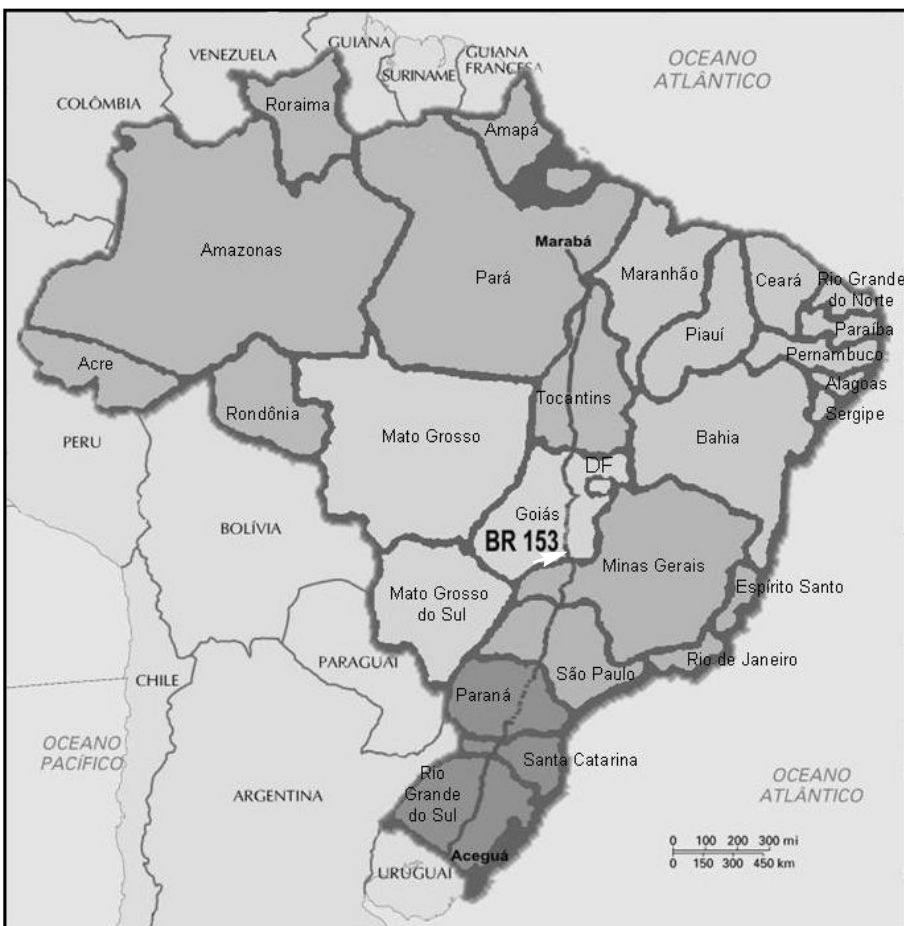 GUIANA
VENEZUELA
GUIANA
FRANCESA
SURINAME
OCEANO
ATLÂNTICO
COLÔMBIA
Roraima
Amapá
Marabá
Amazonas
Pará
Maranhão
Ceará
Rio Grande
do Norte
Piauí
Paraíba
Pernambuco
Acre
Alagoas
Tocantins
Rondônia
Sergipe
PERU
Mato Grosso
Bahia
DF
BOLÍVIA
Goiás
BR 153
Minas Gerais
Espírito Santo
Mato Grosso
do Sul
PARAGUAI
CHILE
São Paulo
Rio de Janeiro
Paraná
OCEANO
PACÍFICO
Santa Catarina
Rio
Grande
do Sul
OCEANO
ATLÂNTICO
ARGENTINA
0 100 200 300 mi
0 150 300 450 km
Aceguá
URUGUAI